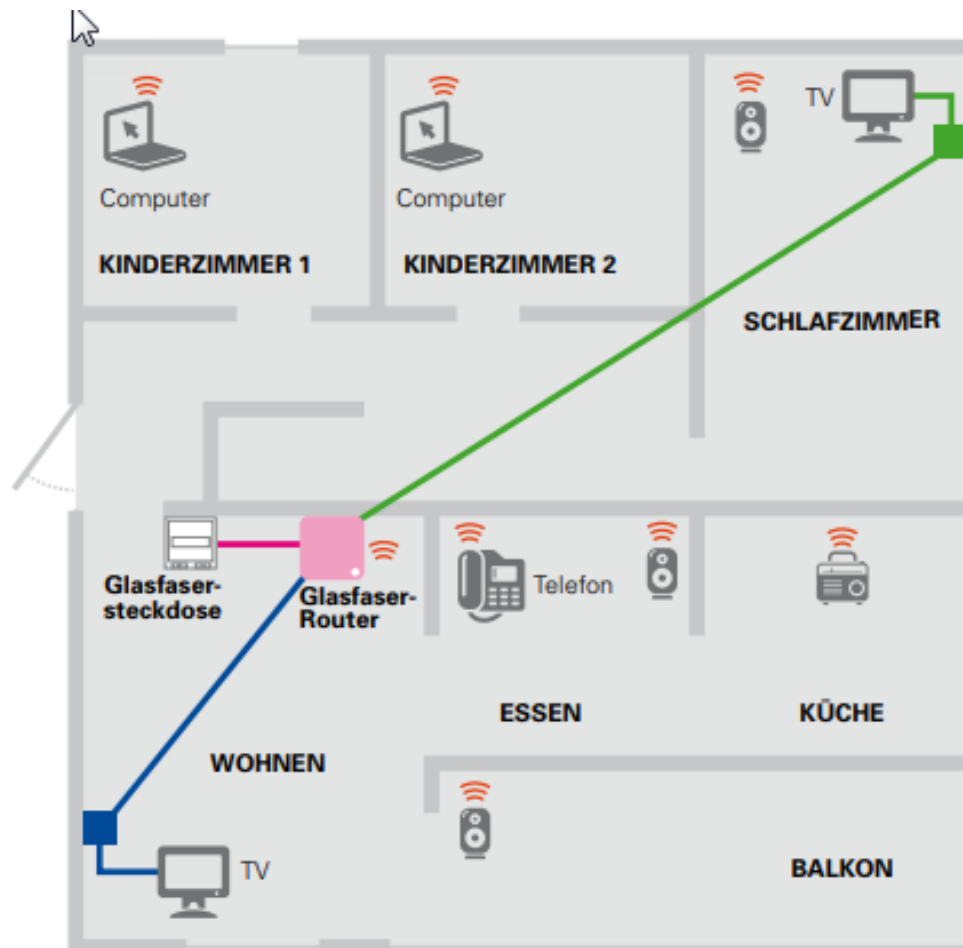 TV
Computer
Computer
KINDERZIMMER 1
KINDERZIMMER 2
SCHLAFZIMMER
Glasfaser-
steckdose
Glasfaser-
Router
Telefon
ESSEN
KÜCHE
WOHNEN
TV
BALKON